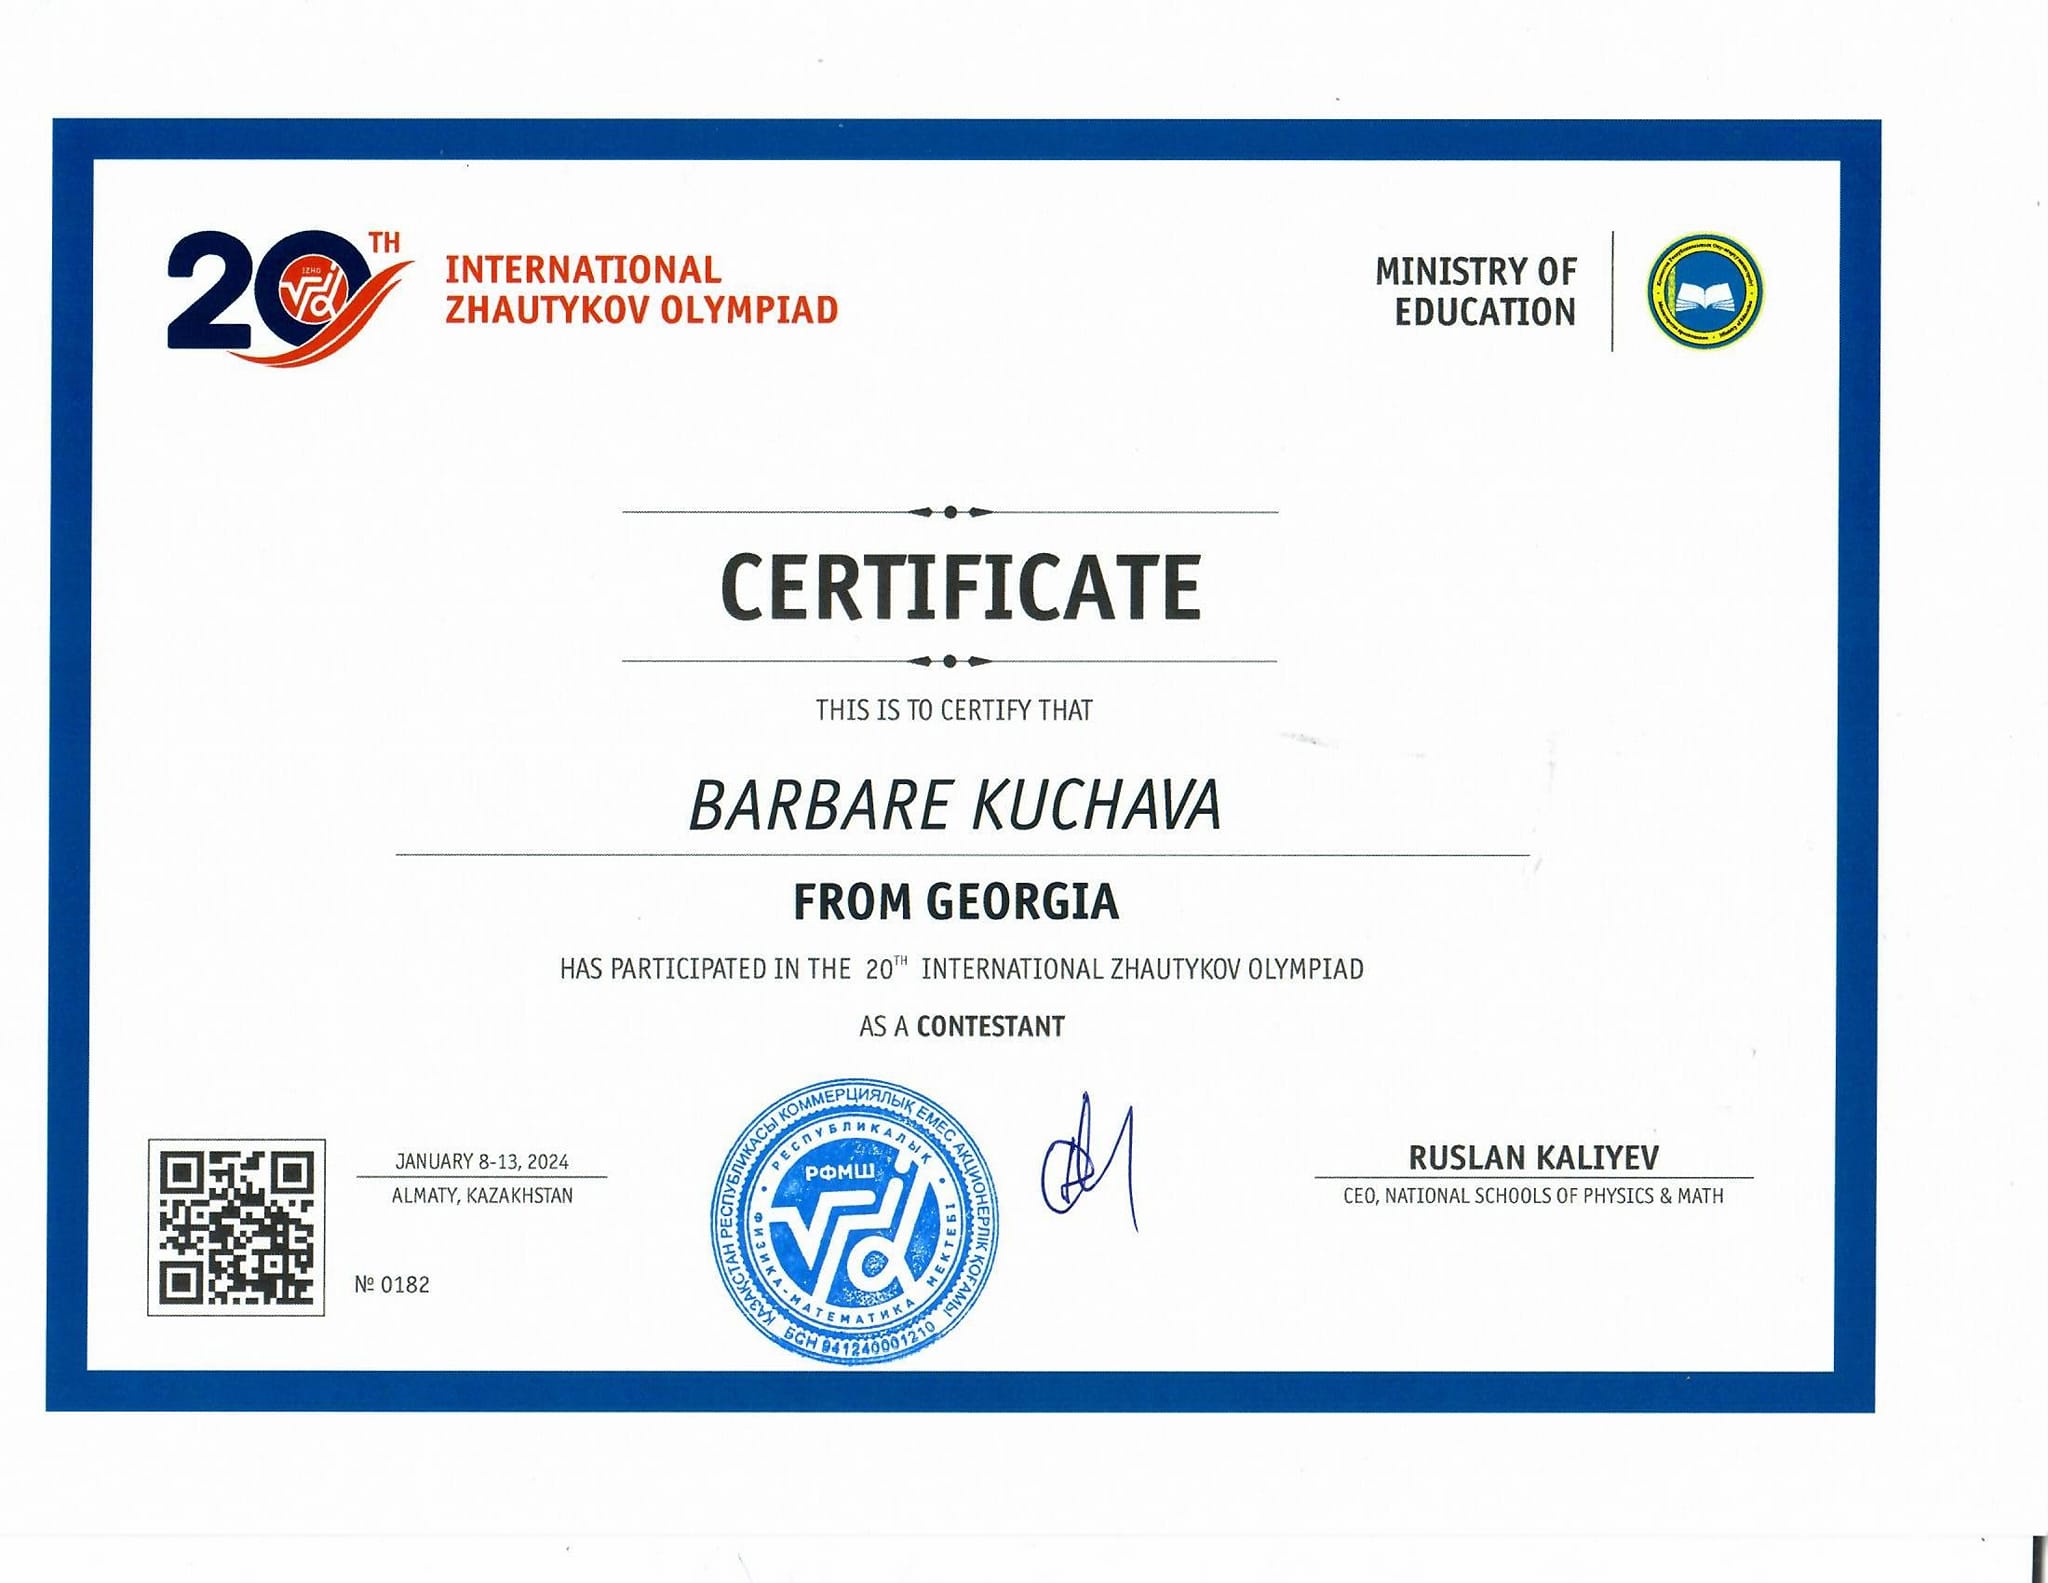 20TH
IZHO
INTERNATIONAL
ZHAUTYKOV OLYMPIAD
MINISTRY OF
EDUCATION
CERTIFICATE
THIS IS TO CERTIFY THAT
BARBARE KUCHAVA
FROM GEORGIA
HAS PARTICIPATED IN THE 20TH INTERNATIONAL ZHAUTYKOV OLYMPIAD
AS A CONTESTANT
JANUARY 8-13, 2024
ALMATY, KAZAKHSTAN
№ 0182
ҚАЗАҚСТАН РЕСПУБЛИКАСЫ КОММЕРЦИЯЛЫҚ ЕМЕС АКЦИОНЕРЛІК ҚОҒАМЫ
БСН 941240001210
РЕСПУБЛИКАЛЫҚ
ФИЗИКА-МАТЕМАТИКА МЕКТЕБІ
РФМШ
RUSLAN KALIYEV
CEO, NATIONAL SCHOOLS OF PHYSICS & MATH